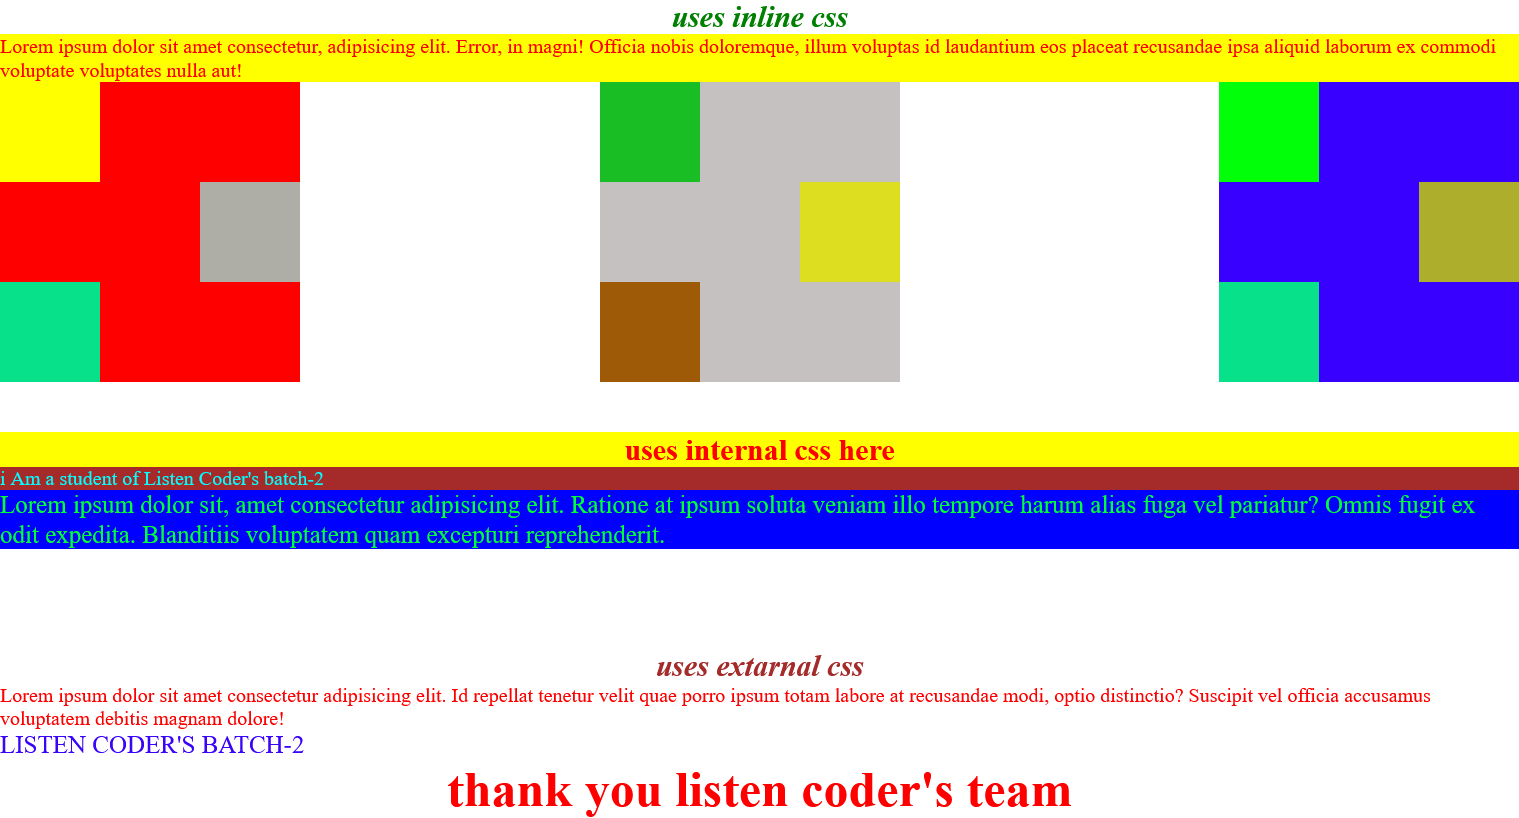 uses inline css
Lorem ipsum dolor sit amet consectetur, adipisicing elit. Error, in magni! Officia nobis doloremque, illum voluptas id laudantium eos placeat recusandae ipsa aliquid laborum ex commodi
voluptate voluptates nulla aut!
uses internal css here
i Am a student of Listen Coder's batch-2
Lorem ipsum dolor sit, amet consectetur adipisicing elit. Ratione at ipsum soluta veniam illo tempore harum alias fuga vel pariatur? Omnis fugit ex
odit expedita. Blanditiis voluptatem quam excepturi reprehenderit.
uses extarnal css
Lorem ipsum dolor sit amet consectetur adipisicing elit. Id repellat tenetur velit quae porro ipsum totam labore at recusandae modi, optio distinctio? Suscipit vel officia accusamus
voluptatem debitis magnam dolore!
LISTEN CODER'S BATCH-2
thank you listen coder's team